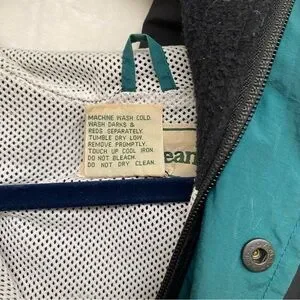 MACHINE WASH COLD.
WASH DARKS &
REDS SEPARATELY.
TUMBLE DRY LOW.
REMOVE PROMPTLY.
TOUCH UP COOL IRON.
DO NOT BLEACH.
DO NOT DRY CLEAN.
ean